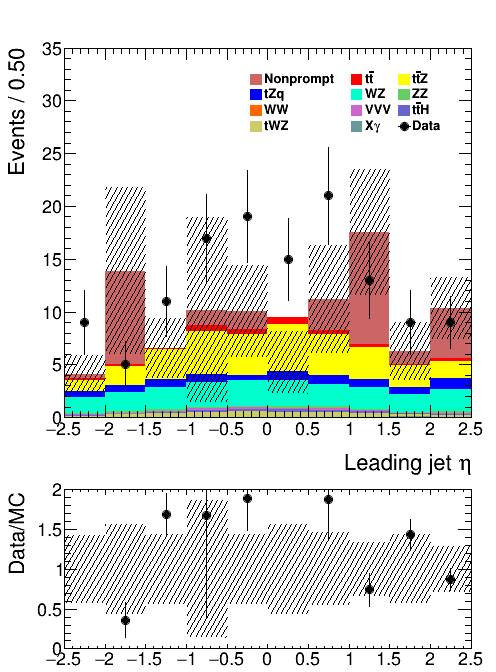 Events / 0.50
35
30
25
20
15
10
5
0
Nonprompt tt̄ tt̄Z
tZq WZ ZZ
WW VVV tt̄H
tWZ Xγ Data
−2.5 −2 −1.5 −1 −0.5 0 0.5 1 1.5 2 2.5
Leading jet η
Data/MC
2
1.5
1
0.5
0
−2.5 −2 −1.5 −1 −0.5 0 0.5 1 1.5 2 2.5